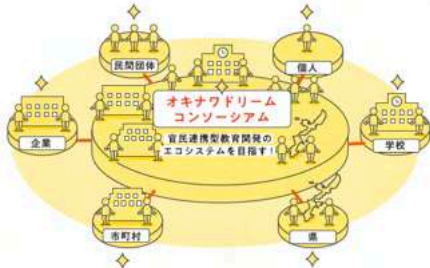 民間団体
個人
オキナワドリーム
コンソーシアム
官民連携型教育開発の
エコシステムを目指す！
企業
学校
市町村
県